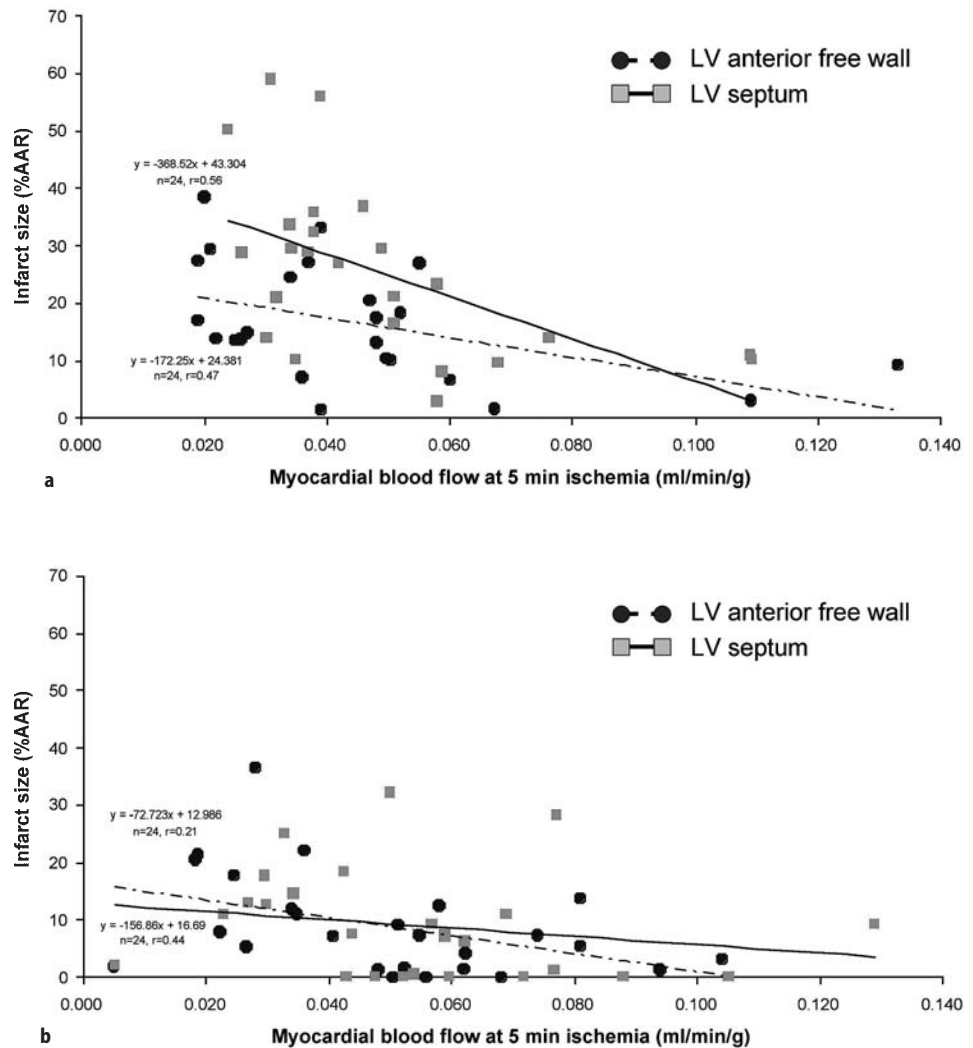 70
60
50
40
30
20
10
0
Infarct size (%AAR)
LV anterior free wall
LV septum
y = -368.52x + 43.304
n=24, r=0.56
y = -172.25x + 24.381
n=24, r=0.47
0.000 0.020 0.040 0.060 0.080 0.100 0.120 0.140
Myocardial blood flow at 5 min ischemia (ml/min/g)
a
70
60
50
40
30
20
10
0
Infarct size (%AAR)
LV anterior free wall
LV septum
y = -72.723x + 12.986
n=24, r=0.21
y = -156.86x + 16.69
n=24, r=0.44
0.000 0.020 0.040 0.060 0.080 0.100 0.120 0.140
Myocardial blood flow at 5 min ischemia (ml/min/g)
b